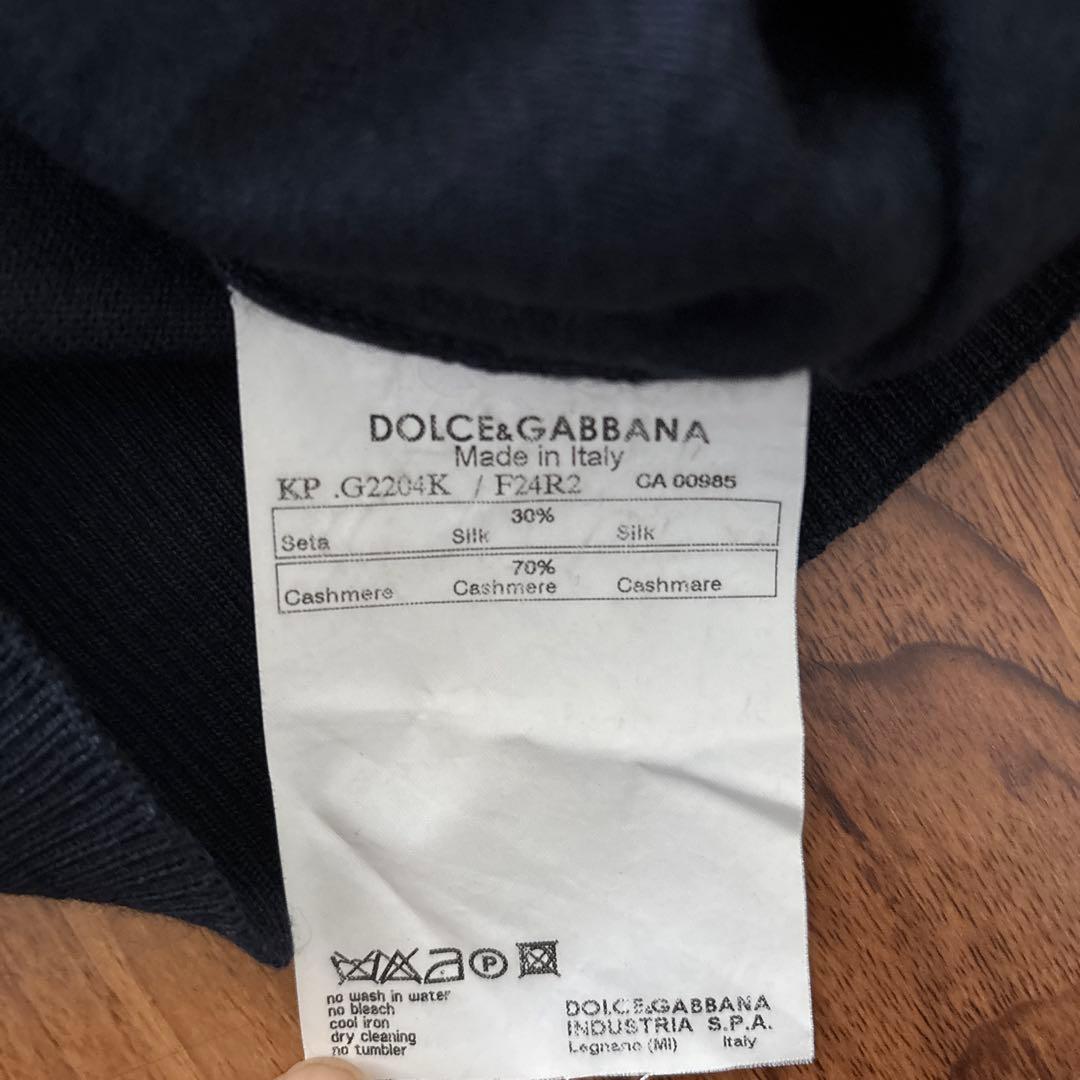 DOLCE&GABBANA
Made in Italy
KP .G2204K / F24R2 CA 00985
30%
Seta Silk Silk
70%
Cashmere Cashmere Cashmare
P
no wash in water
no bleach
cool iron
dry cleaning
no tumbler
DOLCE&GABBANA
INDUSTRIA S.P.A.
Legnano (MI) Italy